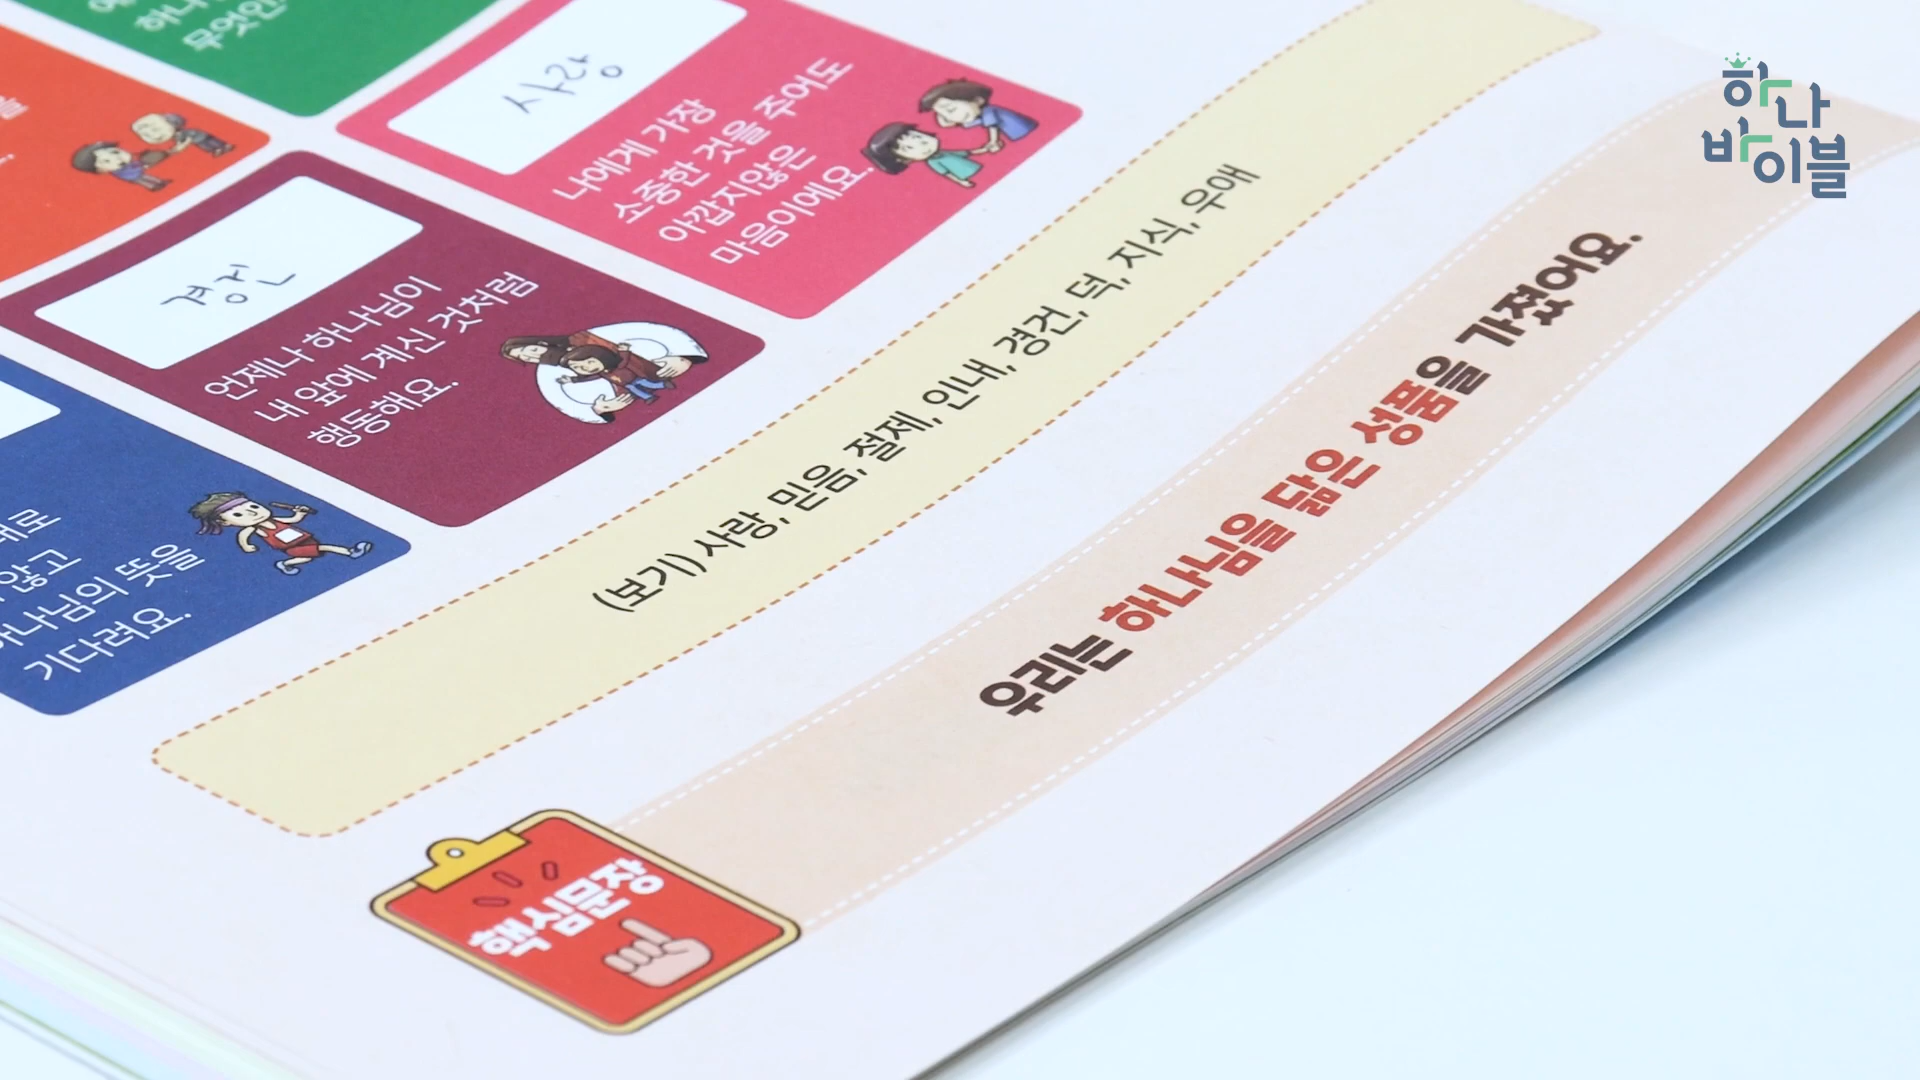 무엇인
사랑
나에게 가장
소중한 것을 주어도
아깝지않은
마음이에요.
경건
언제나 하나님이
내 앞에 계신 것처럼
행동해요.
않고
하나님의 뜻을
기다려요.
(보기) 사랑, 믿음, 절제, 인내, 경건, 덕, 지식, 우애
핵심문장
우리는 하나님을 닮은 성품을 가졌어요.
하나
바이블